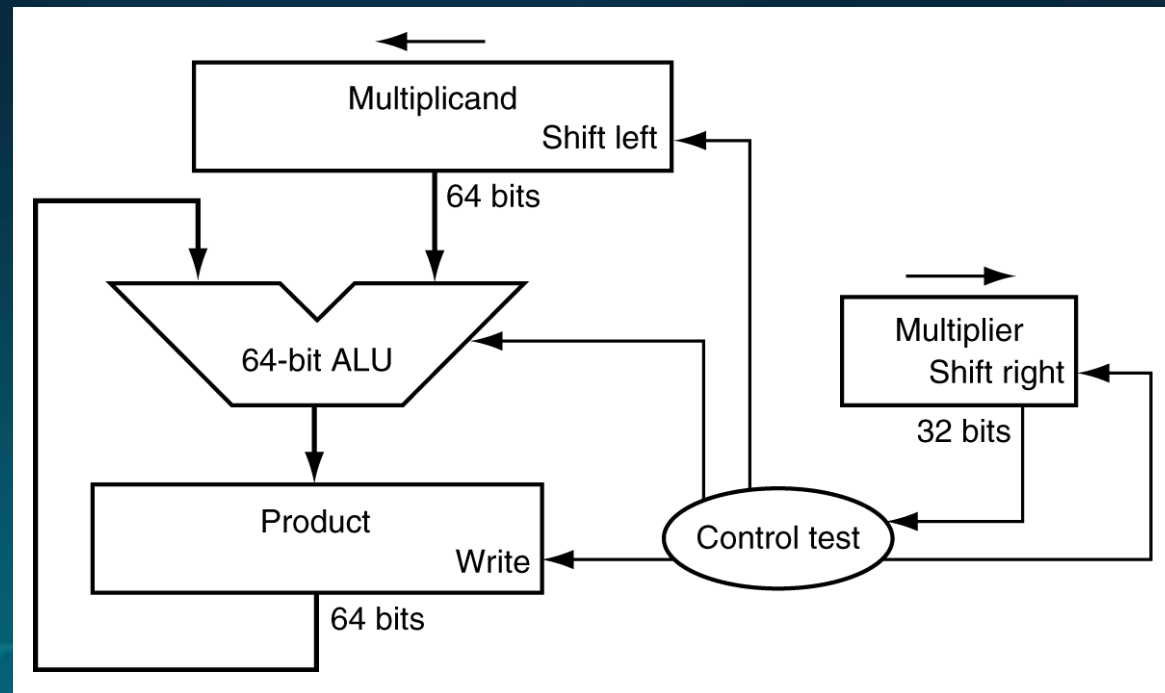 Multiplicand
Shift left
64 bits
64-bit ALU
Multiplier
Shift right
32 bits
Product
Write
Control test
64 bits